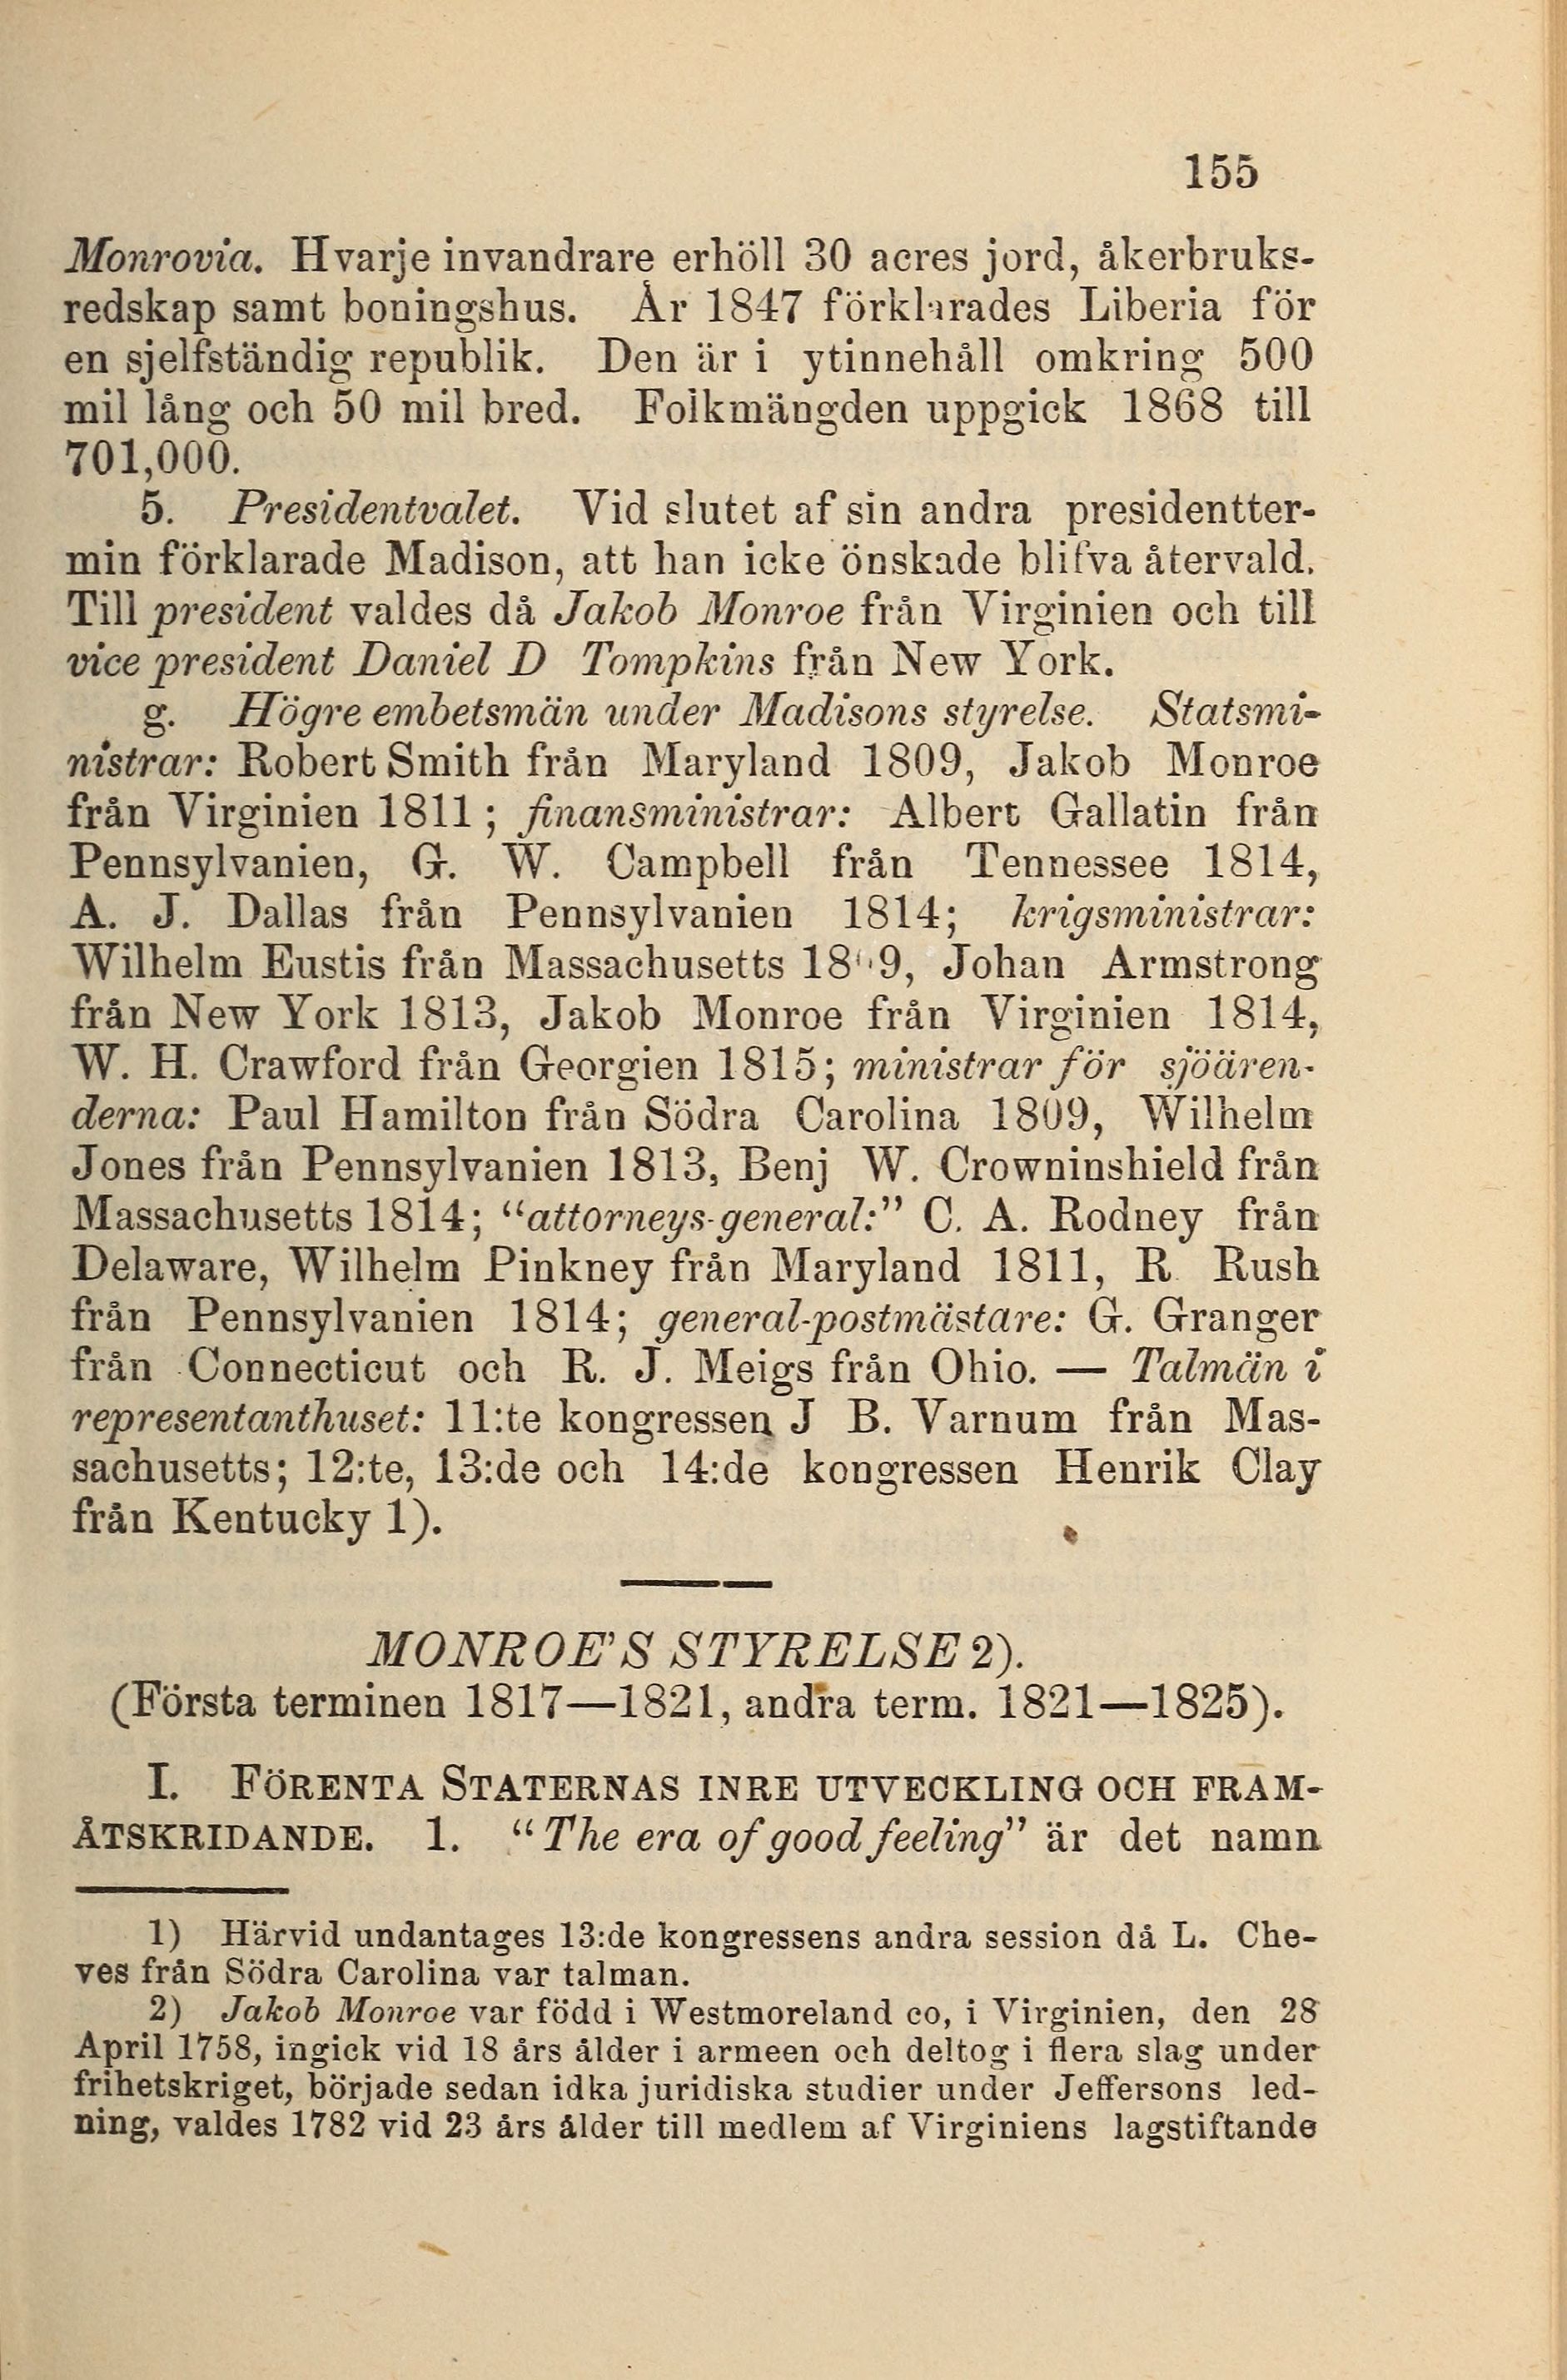 155
Monrovia. Hvarje invandrare erhöll 30 acres jord, åkerbruks-
redskap samt boningshus. År 1847 förklarades Liberia för
en sjelfständig republik. Den är i ytinnehåll omkring 500
mil lång och 50 mil bred. Folkmängden uppgick 1868 till
701,000.
5. Presidentvalet. Vid slutet af sin andra presidentter-
min förklarade Madison, att han icke önskade blifva återvald.
Till president valdes då Jakob Monroe från Virginien och till
vice president Daniel D Tompkins från New York.
g. Högre embetsmän under Madisons styrelse. Statsmi-
nistrar: Robert Smith från Maryland 1809, Jakob Monroe
från Virginien 1811; finansministrar: Albert Gallatin från
Pennsylvanien, G. W. Campbell från Tennessee 1814,
A. J. Dallas från Pennsylvanien 1814; krigsministrar:
Wilhelm Eustis från Massachusetts 1809, Johan Armstrong
från New York 1813, Jakob Monroe från Virginien 1814,
W. H. Crawford från Georgien 1815; ministrar för sjöären-
derna: Paul Hamilton från Södra Carolina 1809, Wilhelm
Jones från Pennsylvanien 1813, Benj W. Crowninshield från
Massachusetts 1814; “attorneys-general:” C. A. Rodney från
Delaware, Wilhelm Pinkney från Maryland 1811, R Rush
från Pennsylvanien 1814; general-postmästare: G. Granger
från Connecticut och R. J. Meigs från Ohio. — Talmän i
representanthuset: 11:te kongressen J B. Varnum från Mas-
sachusetts; 12:te, 13:de och 14:de kongressen Henrik Clay
från Kentucky 1).
MONROE'S STYRELSE 2).
(Första terminen 1817—1821, andra term. 1821—1825).
I. FÖRENTA STATERNAS INRE UTVECKLING OCH FRAM-
ÅTSKRIDANDE. 1. “The era of good feeling” är det namn
1) Härvid undantages 13:de kongressens andra session då L. Che-
ves från Södra Carolina var talman.
2) Jakob Monroe var född i Westmoreland co, i Virginien, den 28
April 1758, ingick vid 18 års ålder i armeen och deltog i flera slag under
frihetskriget, började sedan idka juridiska studier under Jeffersons led-
ning, valdes 1782 vid 23 års ålder till medlem af Virginiens lagstiftande